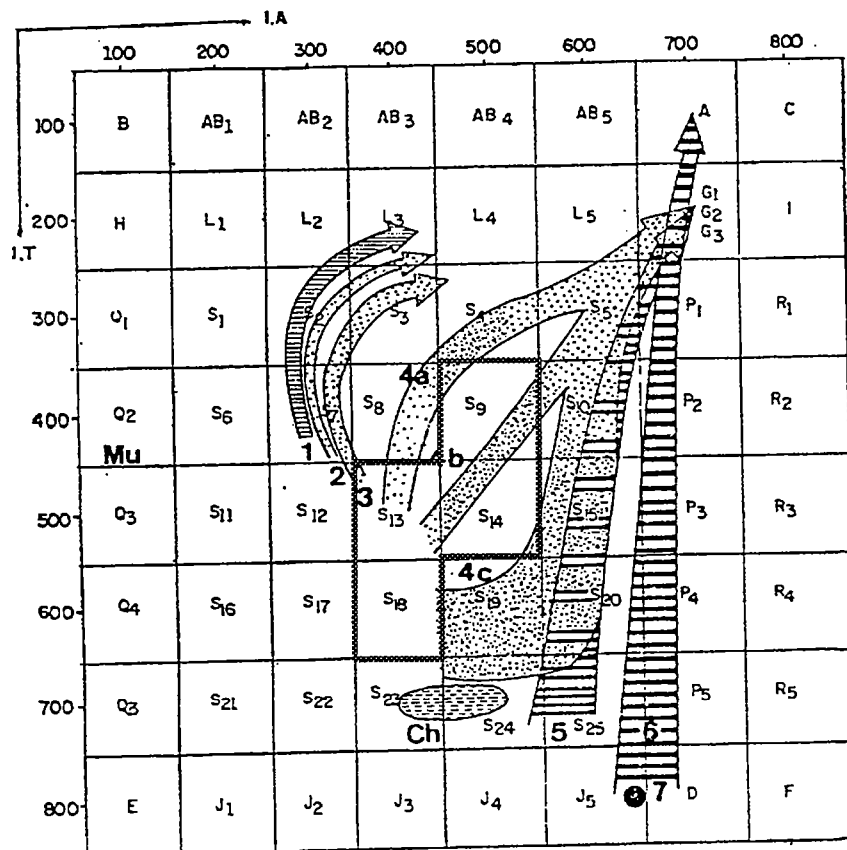 I.A
100 200 300 400 500 600 700 800
100 B AB1 AB2 AB3 AB4 AB5 A C
G1
200 H L1 L2 L3 L4 L5 G2 I
I.T G3
300 Q1 S1 S2 S3 S4 S5 P1 R1
4a
400 Q2 S6 S8 S9 S10 P2 R2
Mu 1 2 b
3
500 Q3 S11 S12 S13 S14 S15 P3 R3
4c
600 Q4 S16 S17 S18 S19 S20 P4 R4
700 Q3 S21 S22 S23 S24 S25 P5 R5
Ch 5 6
7
800 E J1 J2 J3 J4 J5 D F